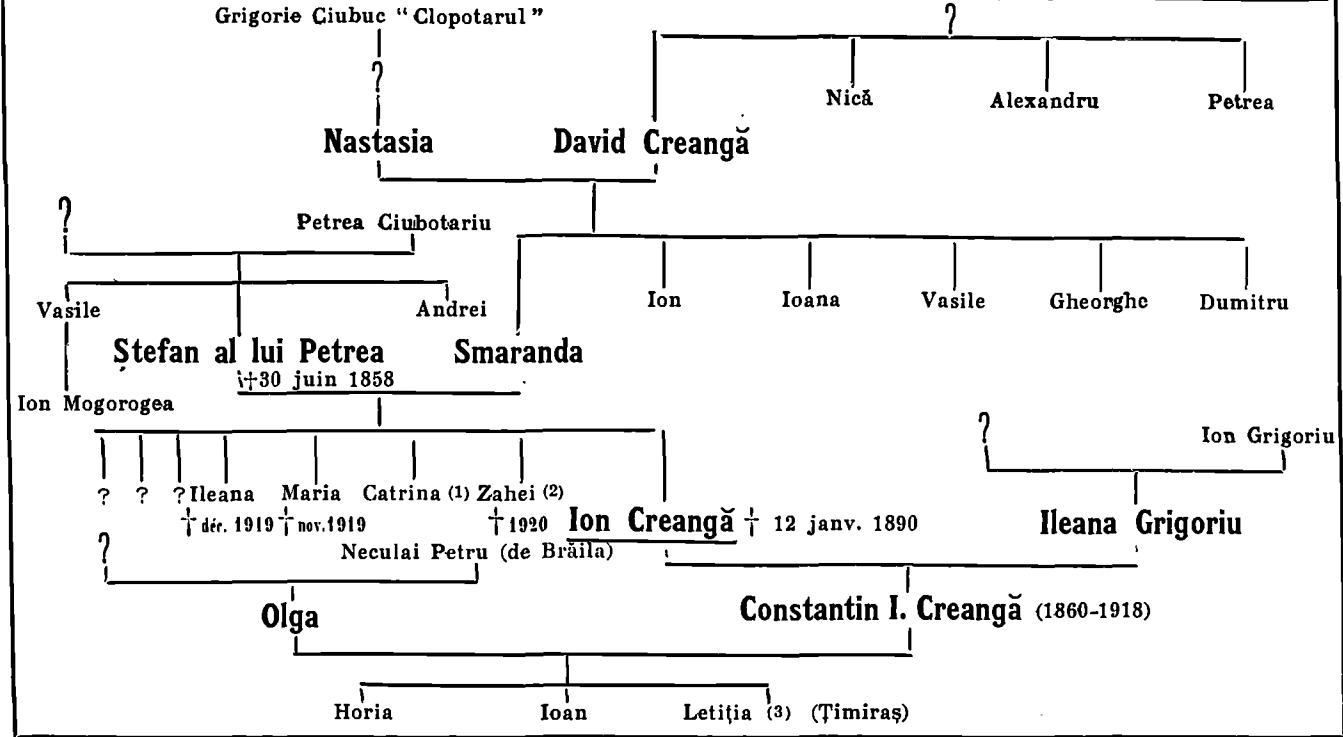 Grigorie Ciubuc “Clopotarul”
?
?
Nică Alexandru Petrea
Nastasia David Creangă
?
Petrea Ciubotariu
Vasile Andrei
Ion Ioana Vasile Gheorghe Dumitru
Ștefan al lui Petrea Smaranda
†30 juin 1858
Ion Mogorogea
?
Ion Grigoriu
? ? ? Ileana Maria Catrina (1) Zahei (2)
† déc. 1919 † nov. 1919 † 1920 Ion Creangă † 12 janv. 1890 Ileana Grigoriu
?
Neculai Petru (de Brăila)
Olga Constantin I. Creangă (1860-1918)
Horia Ioan Letiția (3) (Țimiraș)